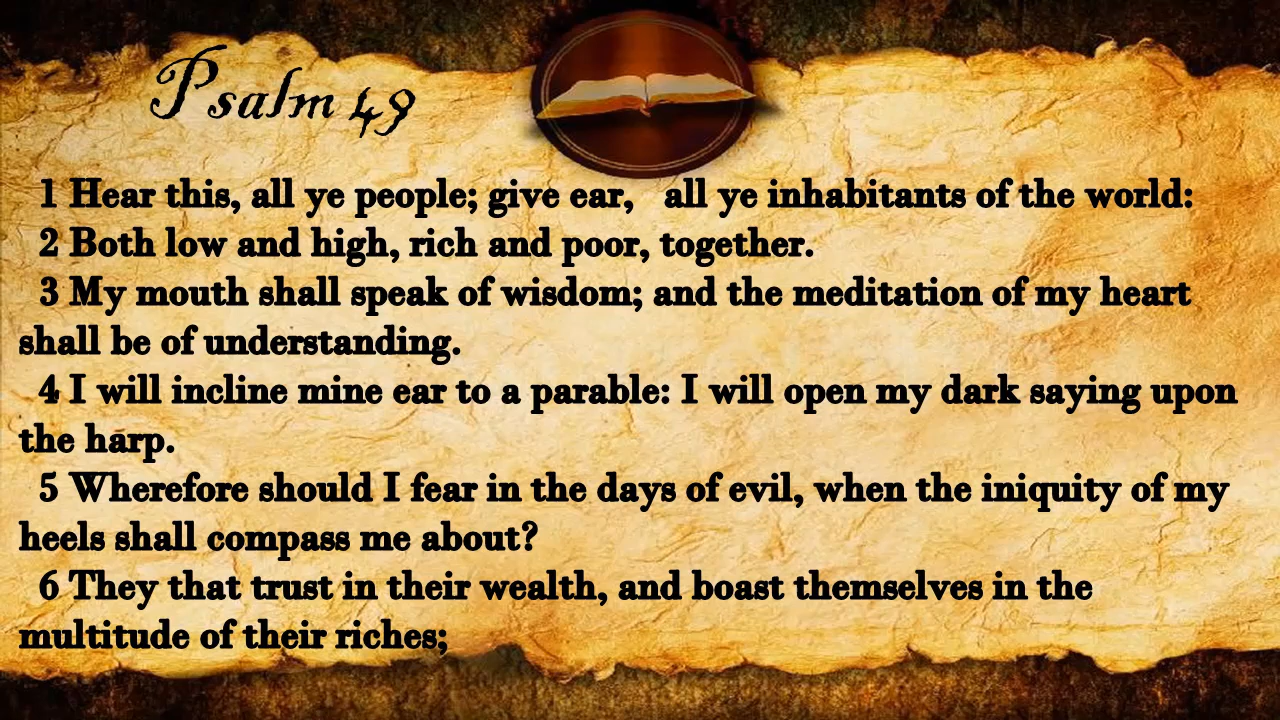 Psalm 49
1 Hear this, all ye people; give ear, all ye inhabitants of the world:
2 Both low and high, rich and poor, together.
3 My mouth shall speak of wisdom; and the meditation of my heart
shall be of understanding.
4 I will incline mine ear to a parable: I will open my dark saying upon
the harp.
5 Wherefore should I fear in the days of evil, when the iniquity of my
heels shall compass me about?
6 They that trust in their wealth, and boast themselves in the
multitude of their riches;